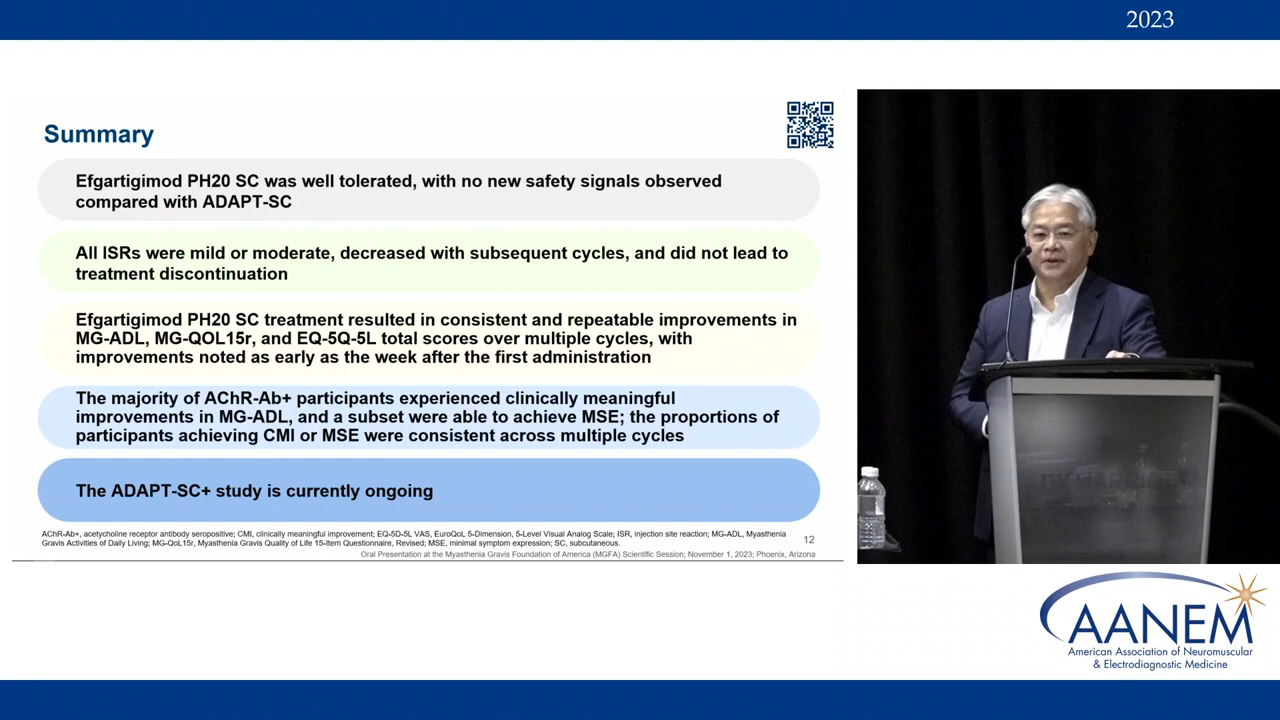 2023
Summary
Efgartigimod PH20 SC was well tolerated, with no new safety signals observed
compared with ADAPT-SC
All ISRs were mild or moderate, decreased with subsequent cycles, and did not lead to
treatment discontinuation
Efgartigimod PH20 SC treatment resulted in consistent and repeatable improvements in
MG-ADL, MG-QOL15r, and EQ-5Q-5L total scores over multiple cycles, with
improvements noted as early as the week after the first administration
The majority of AChR-Ab+ participants experienced clinically meaningful
improvements in MG-ADL, and a subset were able to achieve MSE; the proportions of
participants achieving CMI or MSE were consistent across multiple cycles
The ADAPT-SC+ study is currently ongoing
AChR-Ab+, acetycholine receptor antibody seropositive; CMI, clinically meaningful improvement; EQ-5D-5L VAS, EuroQOL 5-Dimension, 5-Level Visual Analog Scale; ISR, injection site reaction; MG-ADL, Myasthenia
Gravis Activities of Daily Living; MG-QoL15r, Myasthenia Gravis Quality of Life 15-Item Questionnaire, Revised; MSE, minimal symptom expression; SC, subcutaneous.
12
Oral Presentation at the Myasthenia Gravis Foundation of America (MGFA) Scientific Session; November 1, 2023; Phoenix, Arizona
JW MARRIOTT
AANEM
American Association of Neuromuscular
& Electrodiagnostic Medicine